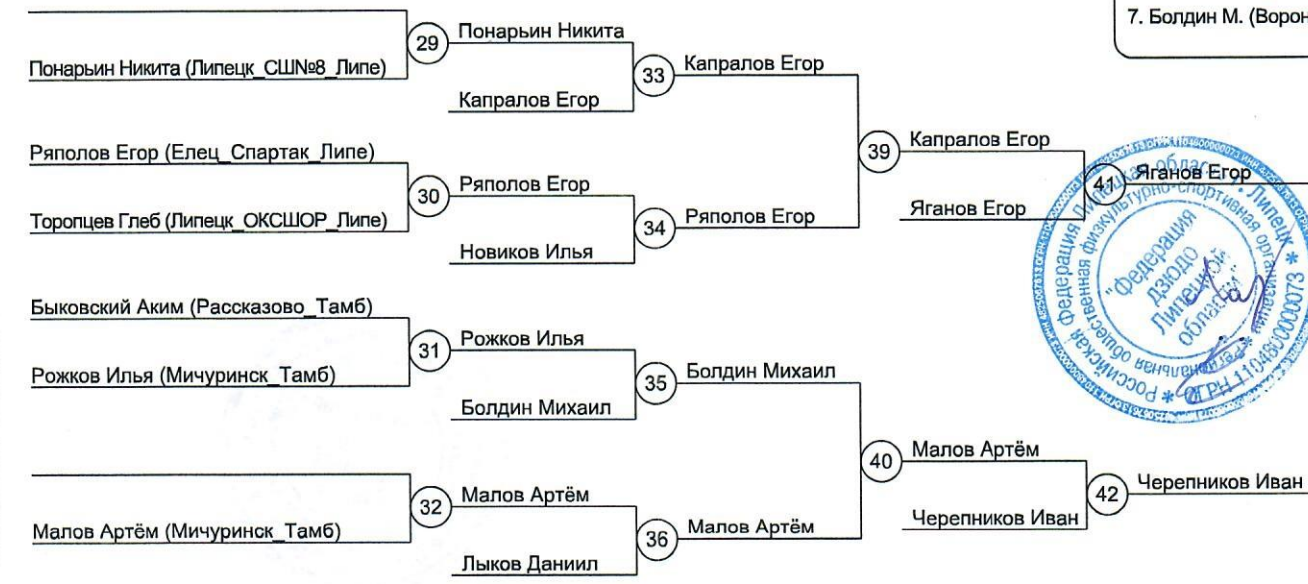 7. Болдин М. (Ворон
29
Понарьин Никита
Понарьин Никита (Липецк_СШ№8_Липе)
33
Капралов Егор
Капралов Егор
Ряполов Егор (Елец_Спартак_Липе)
39
Капралов Егор
30
Ряполов Егор
Торопцев Глеб (Липецк_ОКСШОР_Липе)
34
Ряполов Егор
Новиков Илья
41
Яганов Егор
Яганов Егор
Быковский Аким (Рассказово_Тамб)
31
Рожков Илья
Рожков Илья (Мичуринск_Тамб)
35
Болдин Михаил
Болдин Михаил
40
Малов Артём
32
Малов Артём
Малов Артём (Мичуринск_Тамб)
42
Черепников Иван
Черепников Иван
36
Малов Артём
Лыков Даниил
"Федерация
дзюдо
Липецкой
области"